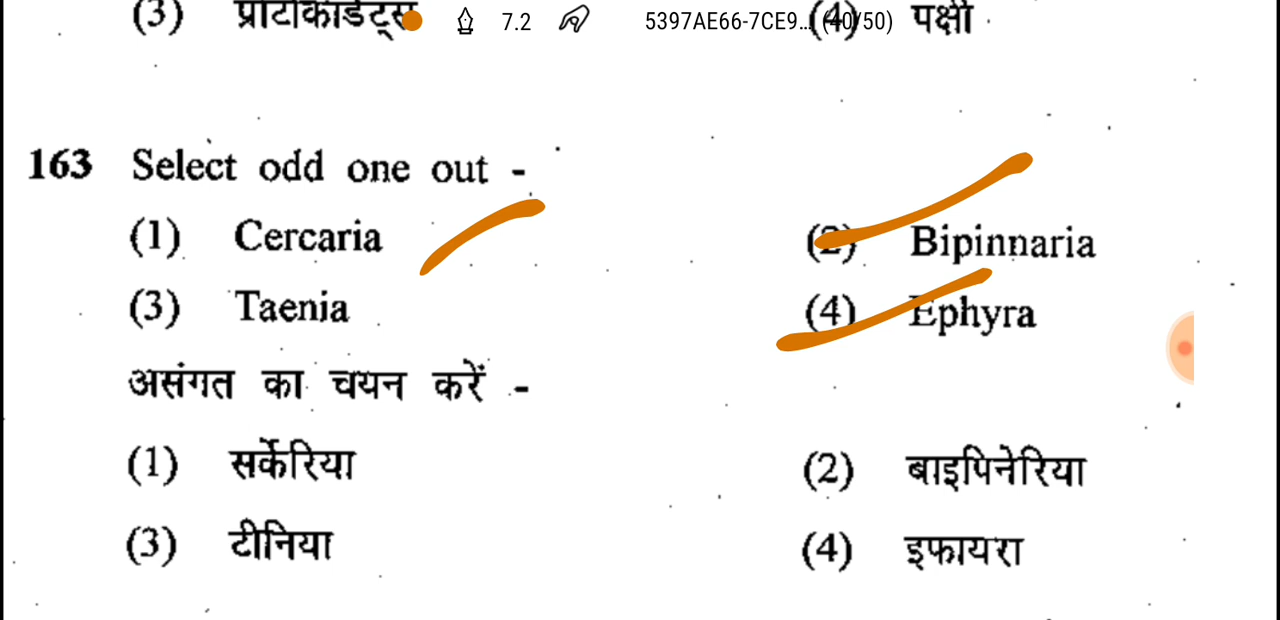 (3) प्रोटोकॉर्डेट्स (4) पक्षी
7.2 5397AE66-7CE9... (40/50)
163 Select odd one out -
(1) Cercaria (2) Bipinnaria
(3) Taenia (4) Ephyra
असंगत का चयन करें -
(1) सर्केरिया (2) बाइपिनेरिया
(3) टीनिया (4) इफायरा